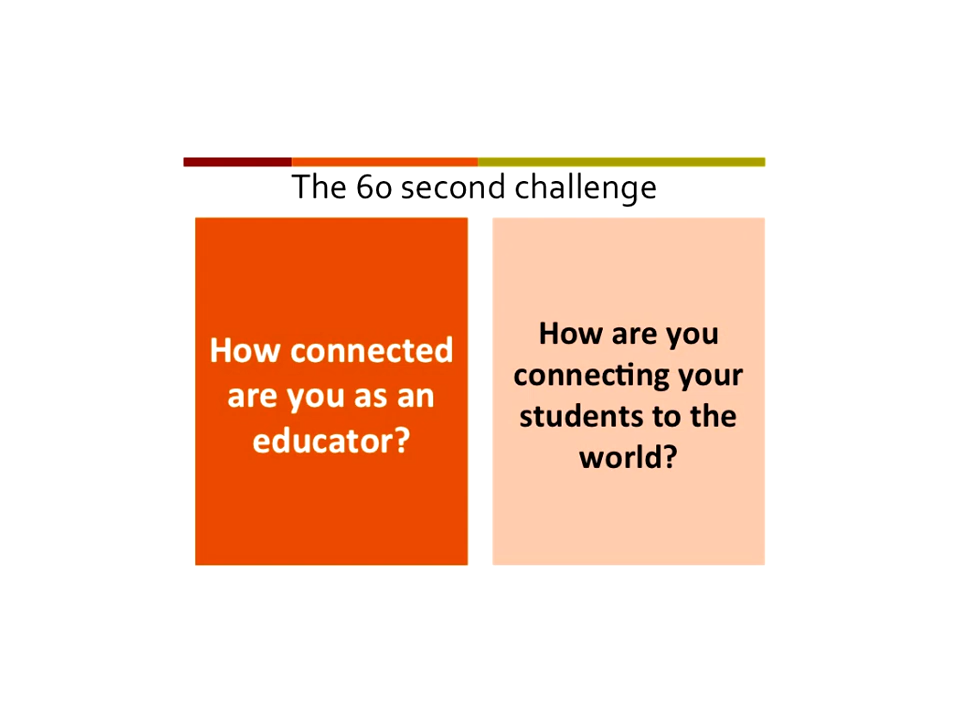 The 60 second challenge
How connected
are you as an
educator?
How are you
connecting your
students to the
world?